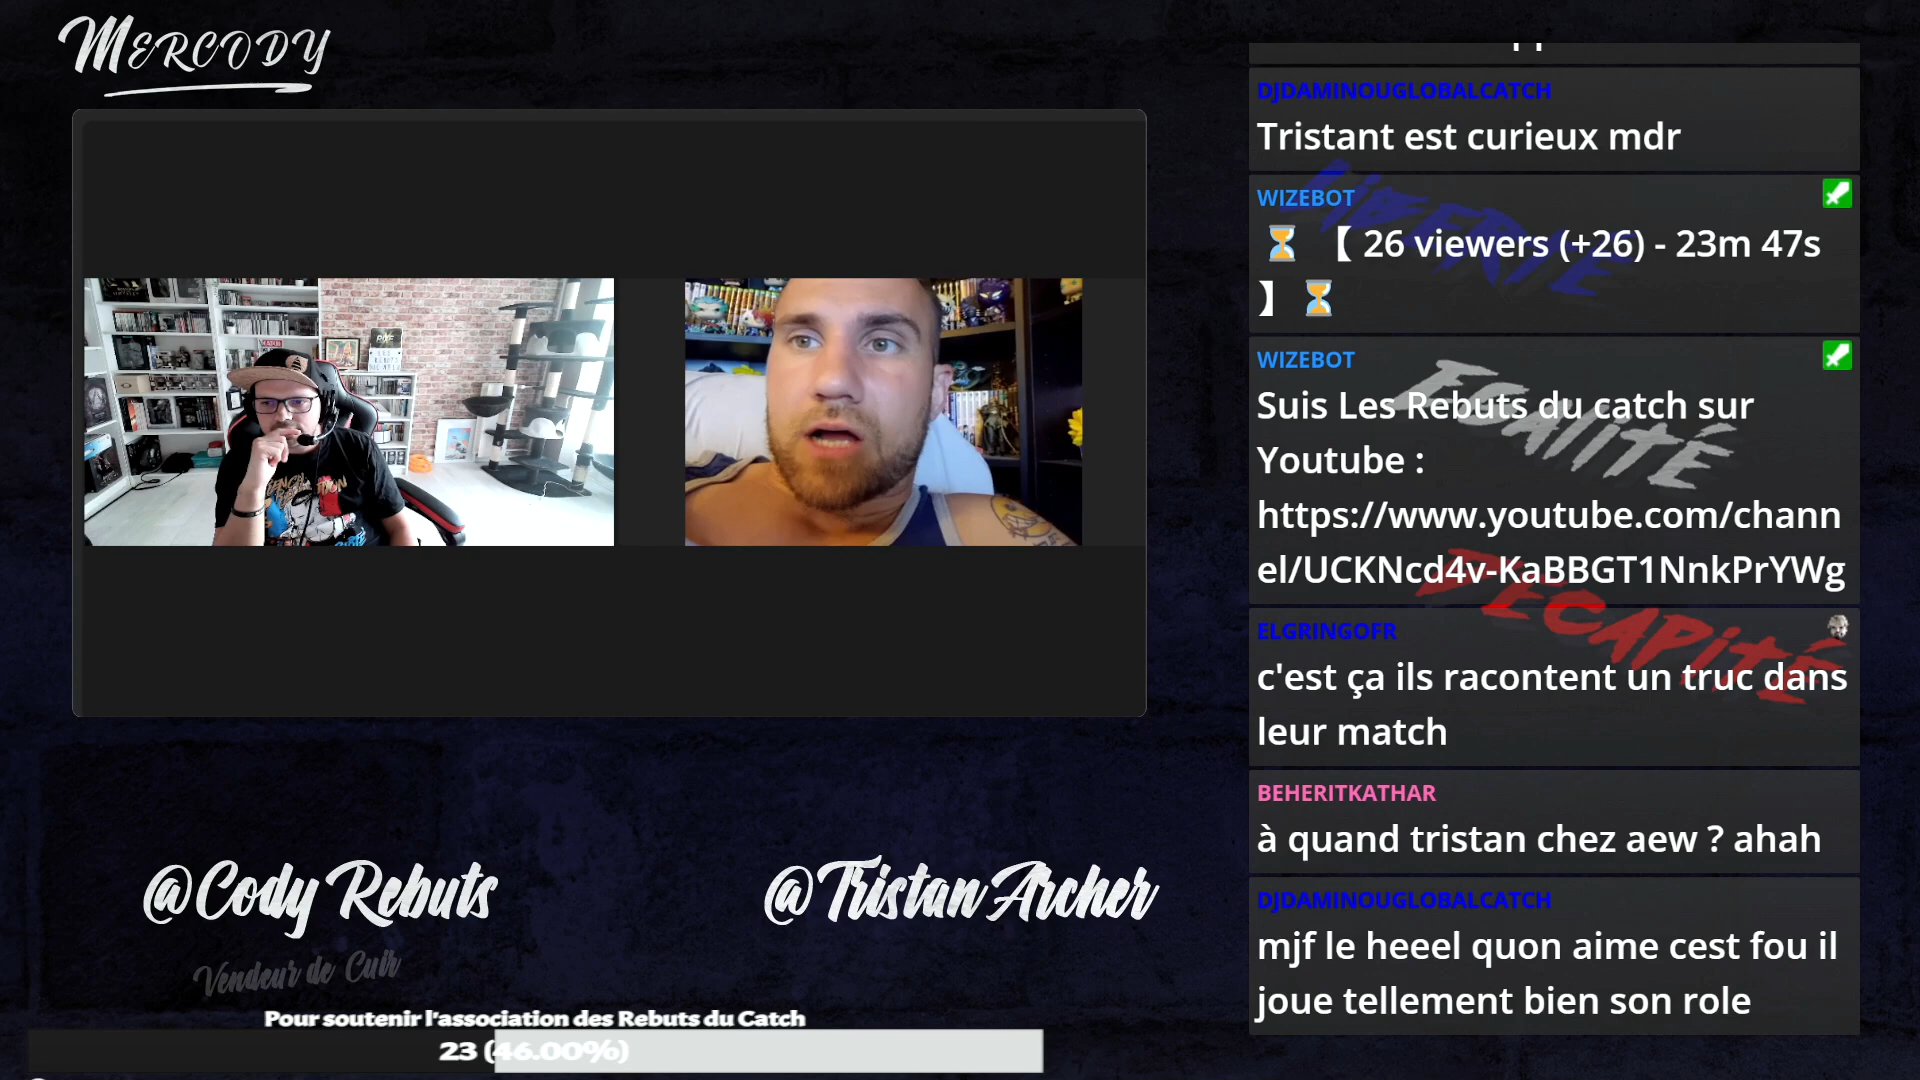 MERCODY
DJDAMINOUGLOBALCATCH
Tristant est curieux mdr
WIZEBOT
⏳ 【 26 viewers (+26) - 23m 47s
】 ⏳
WIZEBOT
Suis Les Rebuts du catch sur
Youtube :
https://www.youtube.com/chann
el/UCKNcd4v-KaBBGT1NnkPrYWg
ELGRINGOFR
c'est ça ils racontent un truc dans
leur match
BEHERITKATHAR
à quand tristan chez aew ? ahah
DJDAMINOUGLOBALCATCH
mjf le heeel quon aime cest fou il
joue tellement bien son role
LIBERTÉ
EGALITÉ
DÉCAPITÉ
@Cody Rebuts
@Tristan Archer
Vendeur de Cuir
Pour soutenir l'association des Rebuts du Catch
23 (46.00%)